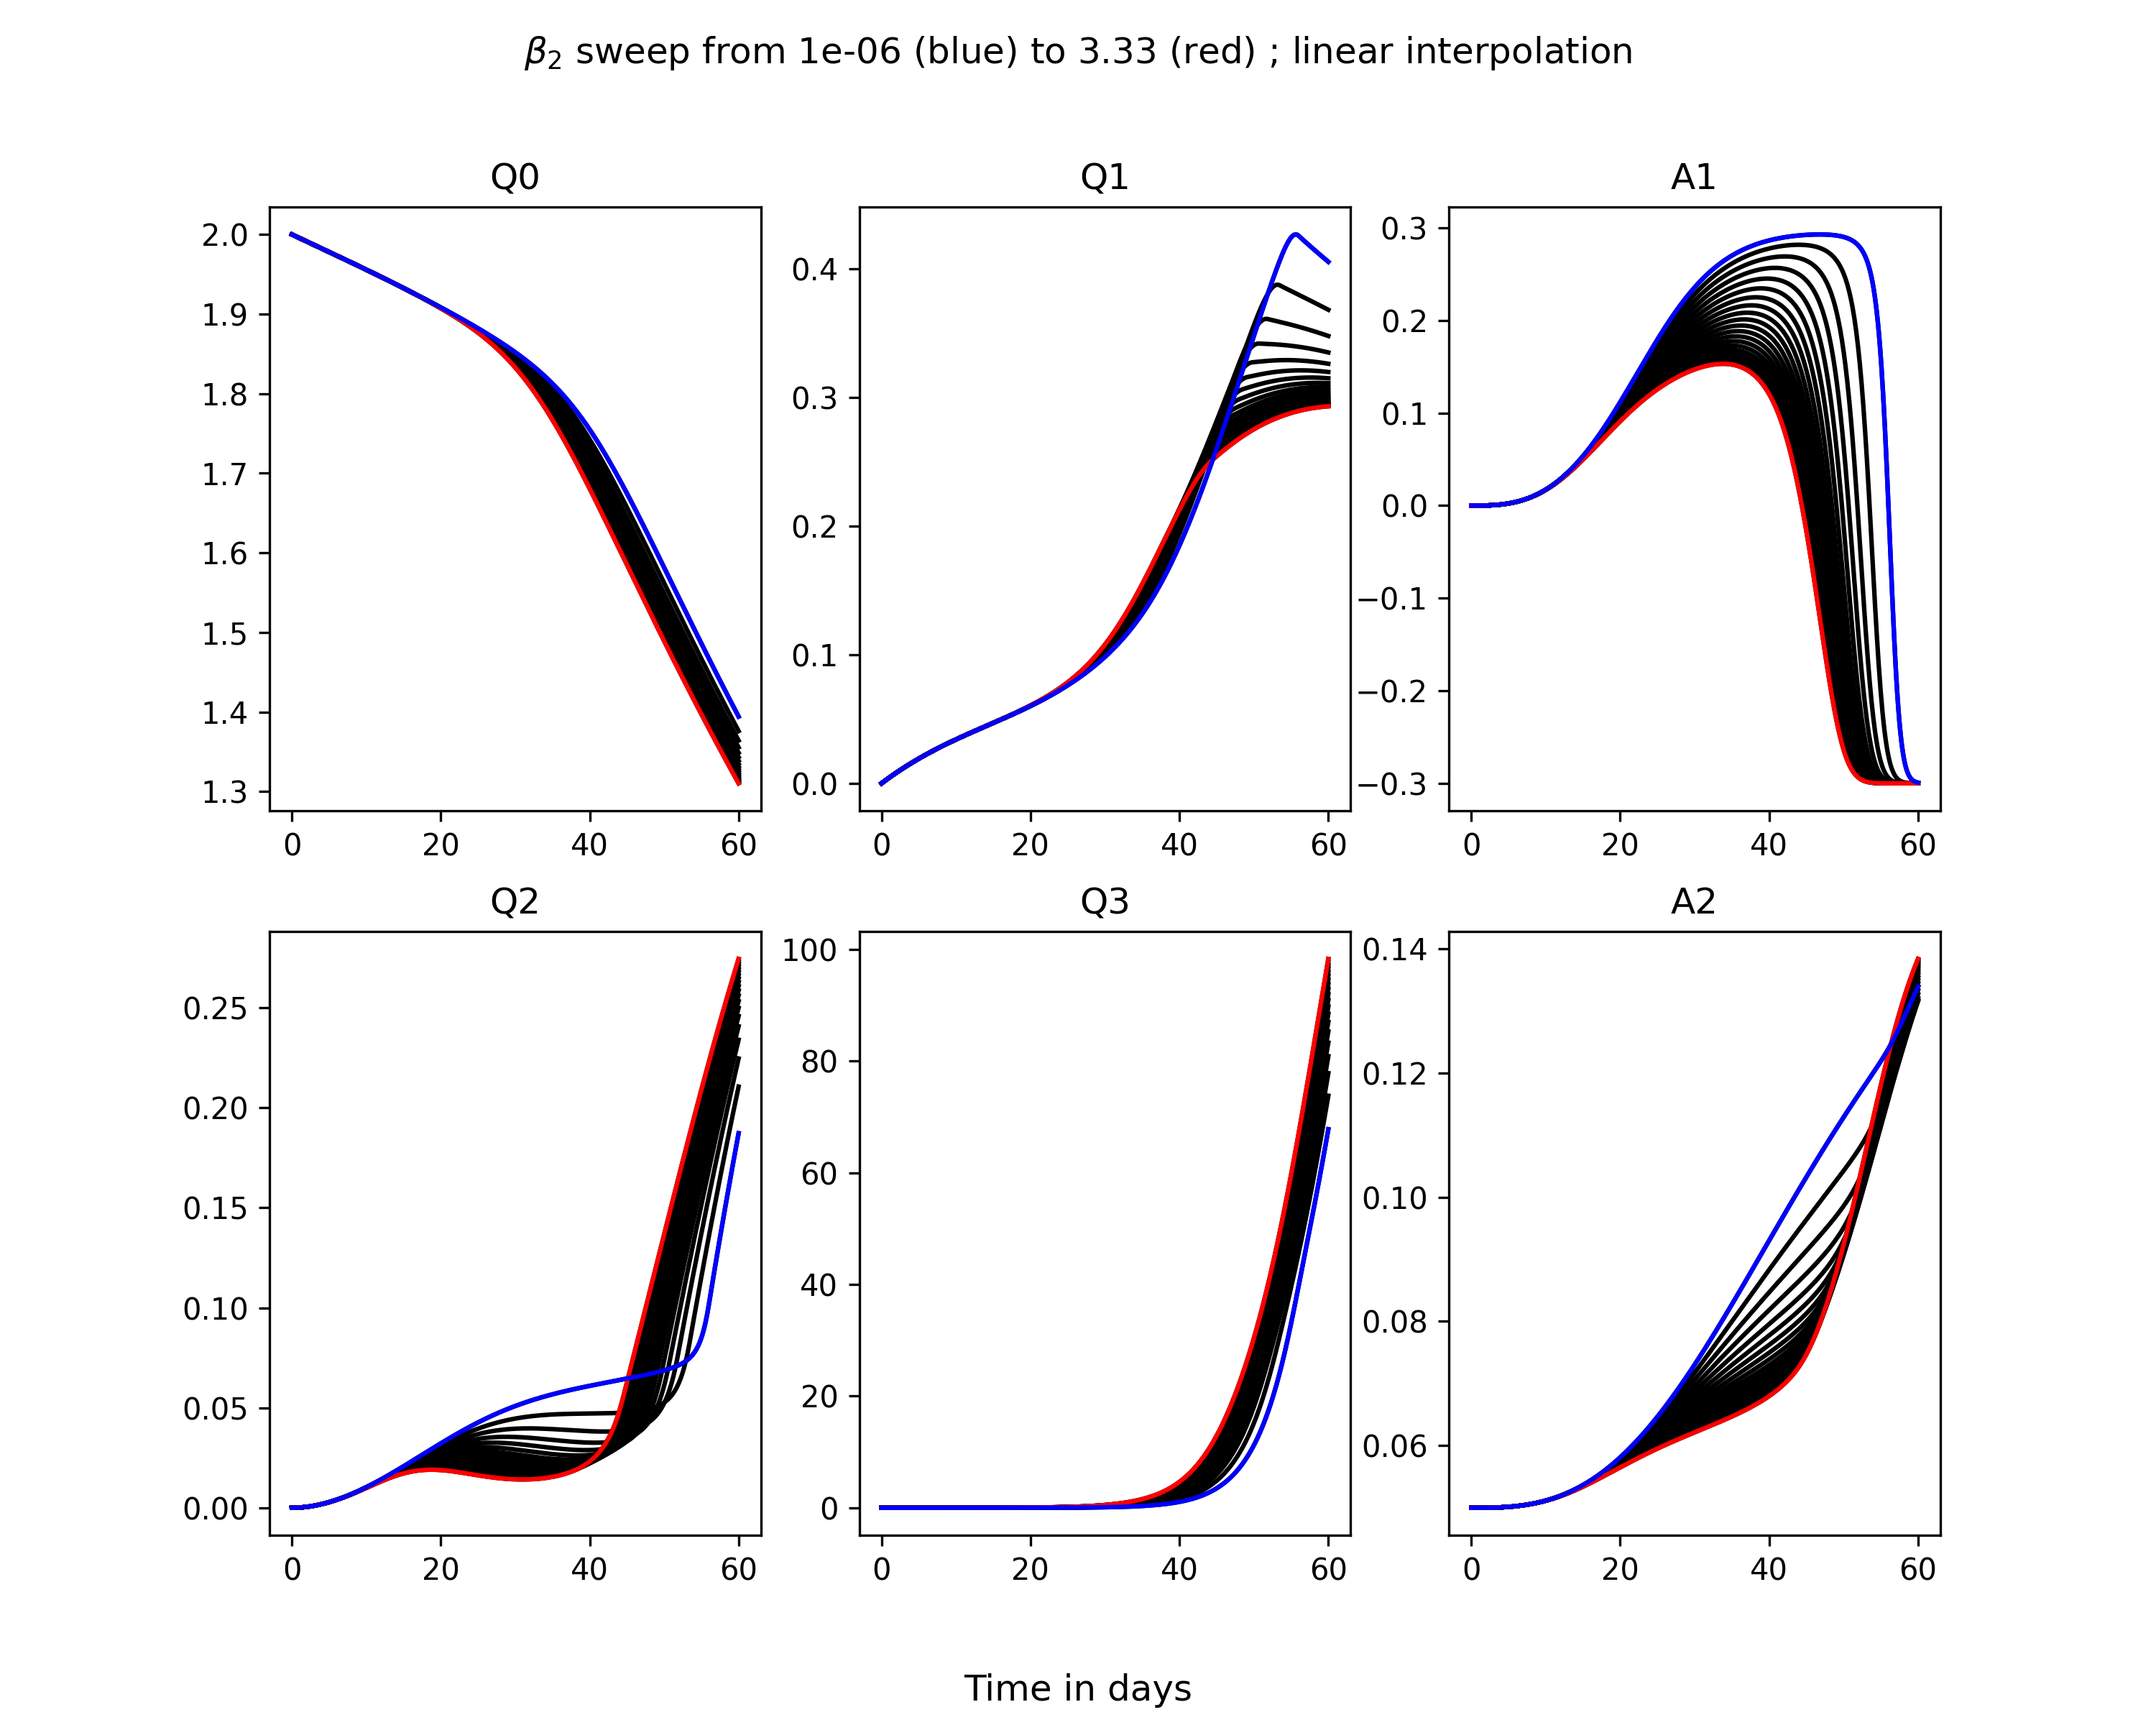 β₂ sweep from 1e-06 (blue) to 3.33 (red) ; linear interpolation
Q0
Q1
A1
2.0
1.9
1.8
1.7
1.6
1.5
1.4
1.3
0 20 40 60
0.4
0.3
0.2
0.1
0.0
0 20 40 60
0.3
0.2
0.1
0.0
−0.1
−0.2
−0.3
0 20 40 60
Q2
Q3
A2
0.25
0.20
0.15
0.10
0.05
0.00
0 20 40 60
100
80
60
40
20
0
0 20 40 60
0.14
0.12
0.10
0.08
0.06
0 20 40 60
Time in days